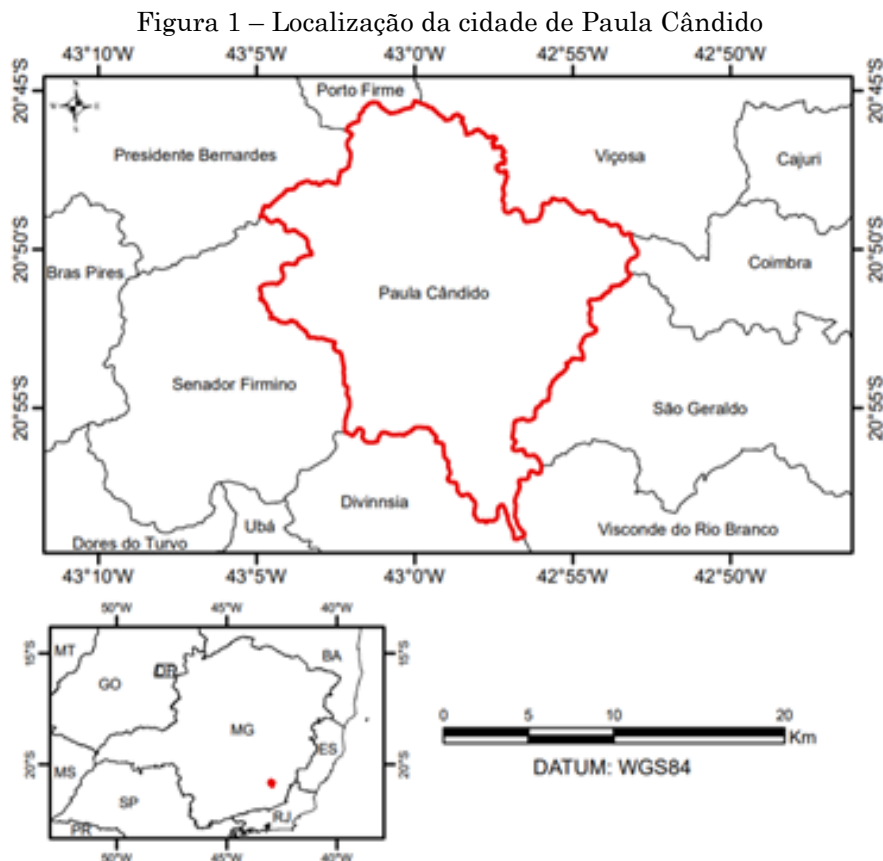 Figura 1 – Localização da cidade de Paula Cândido
43°10'W 43°5'W 43°0'W 42°55'W 42°50'W
20°45'S 20°45'S
Porto Firme
Presidente Bernardes Viçosa Cajuri
20°50'S 20°50'S
Bras Pires Coimbra
Paula Cândido
Senador Firmino
20°55'S São Geraldo 20°55'S
Divinnsia
Ubá Visconde do Rio Branco
Dores do Turvo
43°10'W 43°5'W 43°0'W 42°55'W 42°50'W
50°W 45°W 40°W
MT BA
15°S 15°S
DF
GO
MG
ES
MS
20°S 20°S
SP
RJ
PR
50°W 45°W 40°W
0 5 10 20
Km
DATUM: WGS84